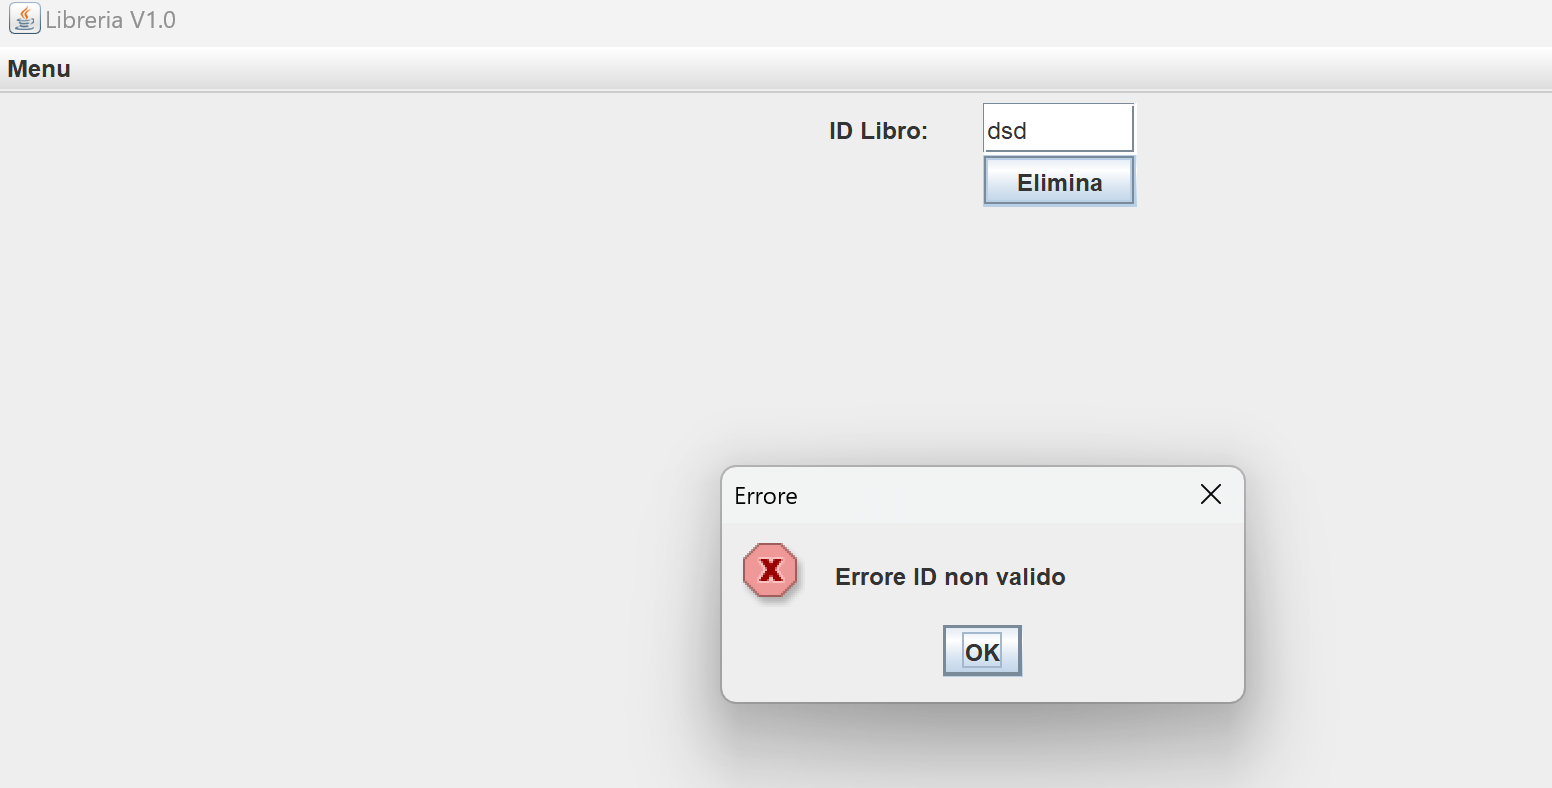 Libreria V1.0
Menu
ID Libro: dsd
Elimina
Errore
Errore ID non valido
OK